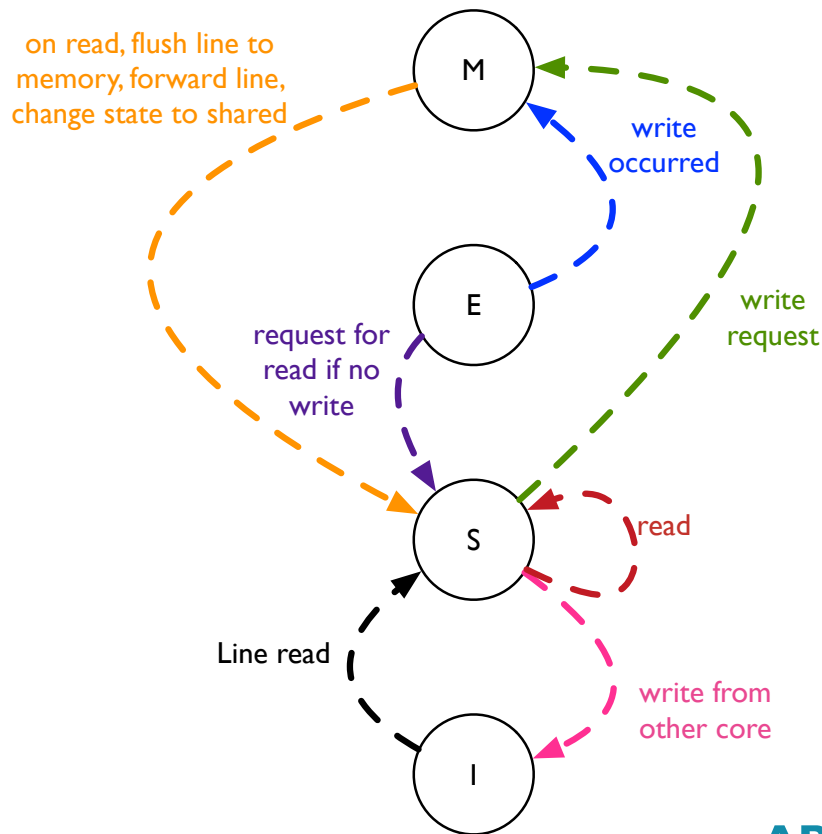 on read, flush line to
memory, forward line,
change state to shared
M
write
occurred
E
write
request
request for
read if no
write
S
read
Line read
write from
other core
I